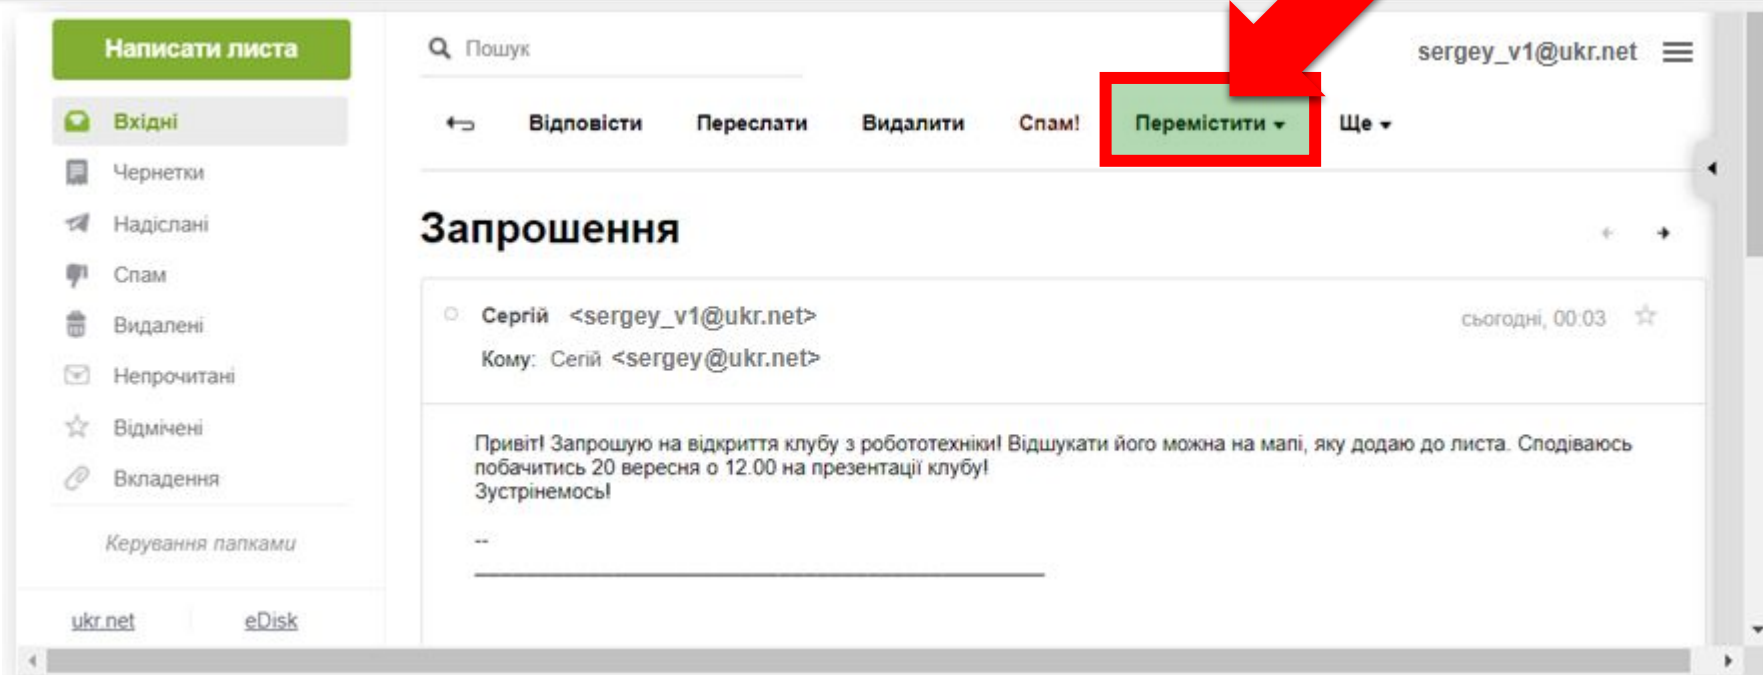 Написати листа
Пошук
sergey_v1@ukr.net
Вхідні
Відповісти Переслати Видалити Спам! Перемістити Ще
Чернетки
Надіслані
Запрошення
Спам
Сергій <sergey_v1@ukr.net> сьогодні, 00:03
Видалені
Кому: Сегій <sergey@ukr.net>
Непрочитані
Відмічені
Привіт! Запрошую на відкриття клубу з робототехніки! Відшукати його можна на мапі, яку додаю до листа. Сподіваюсь
побачитись 20 вересня о 12.00 на презентації клубу!
Зустрінемось!
Вкладення
Керування папками
--
ukr.net eDisk